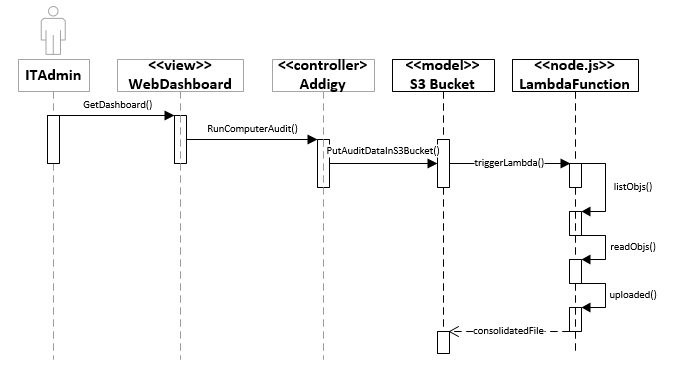 ITAdmin
<<view>>
WebDashboard
<<controller>
Addigy
<<model>>
S3 Bucket
<<node.js>>
LambdaFunction
GetDashboard()
RunComputerAudit()
PutAuditDataInS3Bucket()
triggerLambda()
listObjs()
readObjs()
uploaded()
consolidatedFile